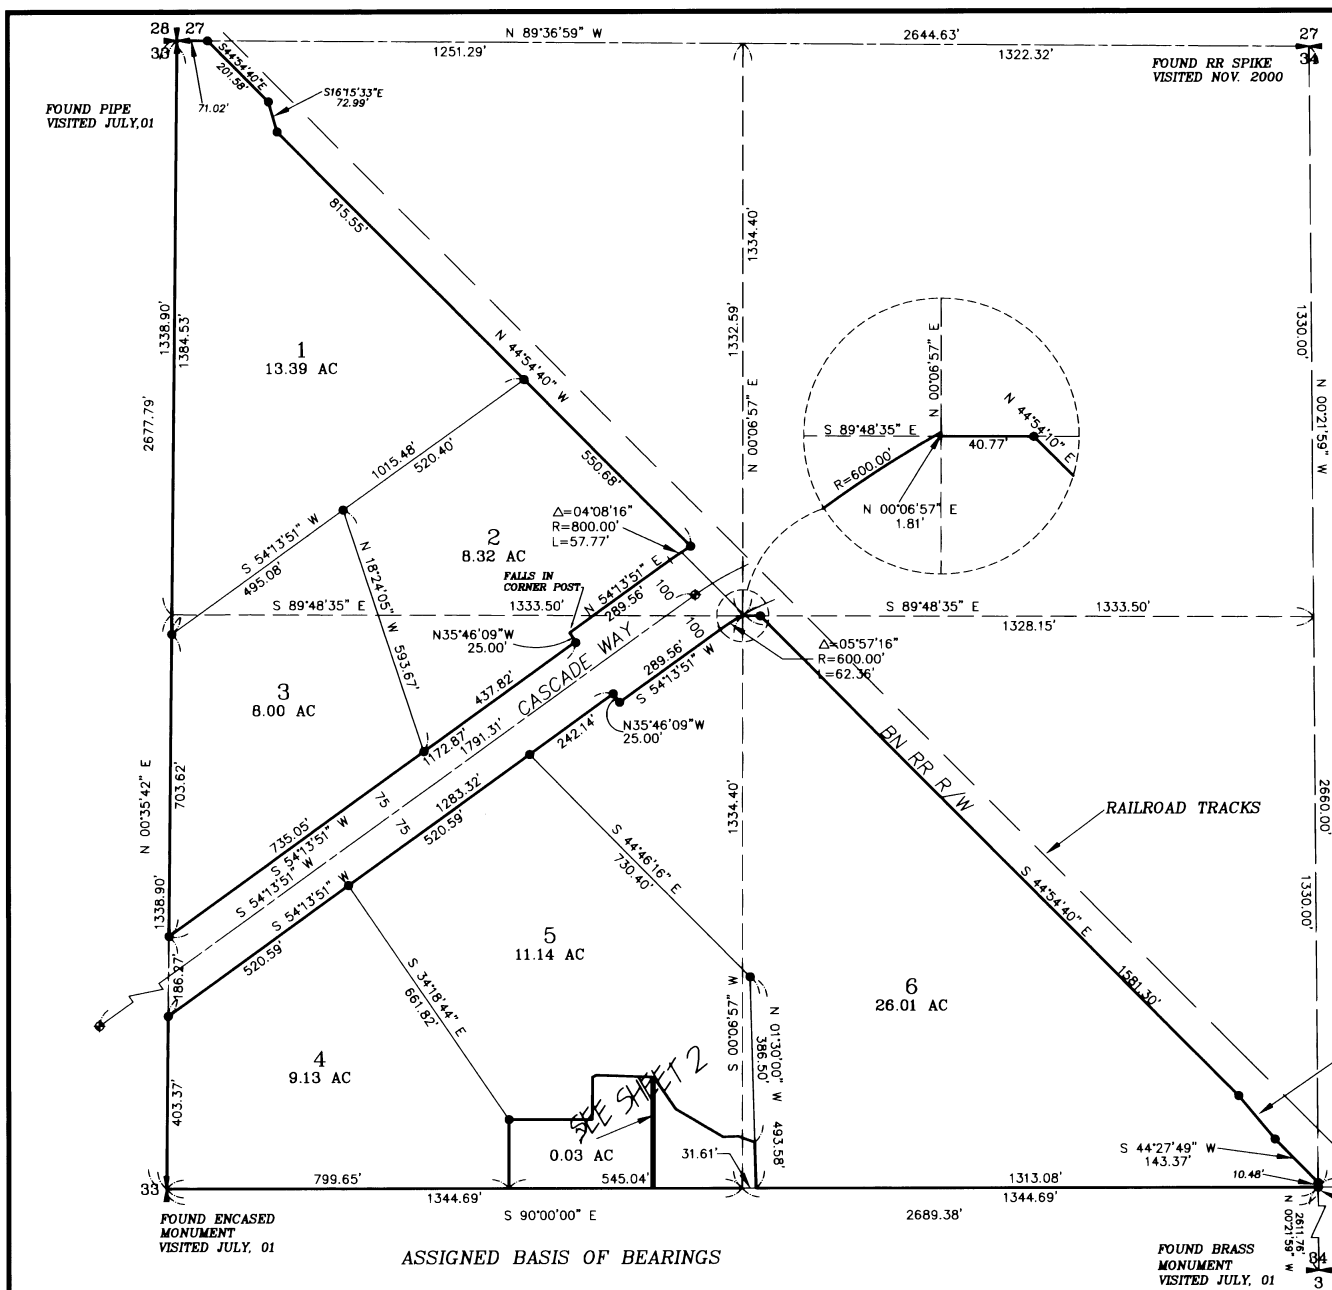 28 27
33
N 89°36'59" W
2644.63'
1251.29'
1322.32'
27
34
FOUND RR SPIKE
VISITED NOV. 2000
S44°54'40"E
201.58'
71.02'
S16°15'33"E
72.99'
FOUND PIPE
VISITED JULY,01
815.55'
1334.40'
1332.59'
N 00°06'57" E
1338.90'
1384.53'
2677.79'
1
13.39 AC
N 44°54'40" W
1330.00'
N 00°21'59" W
N 00°06'57" E
S 89°48'35" E
N 44°54'10" E
40.77'
R=600.00'
N 00°06'57" E
1.81'
1015.48'
520.40'
550.68'
S 54°13'51" W
495.08'
N 18°24'05" W
593.67'
2
8.32 AC
Δ=04°08'16"
R=800.00'
L=57.77'
FALLS IN
CORNER POST
N 54°13'51" E
289.56'
100
100
S 89°48'35" E
1333.50'
S 89°48'35" E
1333.50'
1328.15'
N35°46'09"W
25.00'
Δ=05°57'16"
R=600.00'
L=62.36'
CASCADE WAY
289.56'
S 54°13'51" W
N35°46'09"W
25.00'
3
8.00 AC
437.82'
1172.87'
1791.31'
242.14'
1283.32'
520.59'
75
75
BN RR R/W
RAILROAD TRACKS
N 00°35'42" E
703.62'
735.05'
S 54°13'51" W
S 54°13'51" W
S 54°13'51" W
520.59'
1334.40'
2660.00'
1330.00'
S 44°46'16" E
730.40'
S 44°54'40" E
1581.30'
1338.90'
186.27'
5
11.14 AC
6
26.01 AC
S 34°18'44" E
661.82'
S 00°06'57" W
N 01°30'00" W
386.50'
493.58'
4
9.13 AC
403.37'
SEE SHEET 2
0.03 AC
31.61'
S 44°27'49" W
143.37'
10.48'
33
799.65'
545.04'
1313.08'
1344.69'
1344.69'
S 90°00'00" E
2689.38'
FOUND ENCASED
MONUMENT
VISITED JULY, 01
ASSIGNED BASIS OF BEARINGS
FOUND BRASS
MONUMENT
VISITED JULY, 01
2611.76'
N 00°21'59" W
34
3